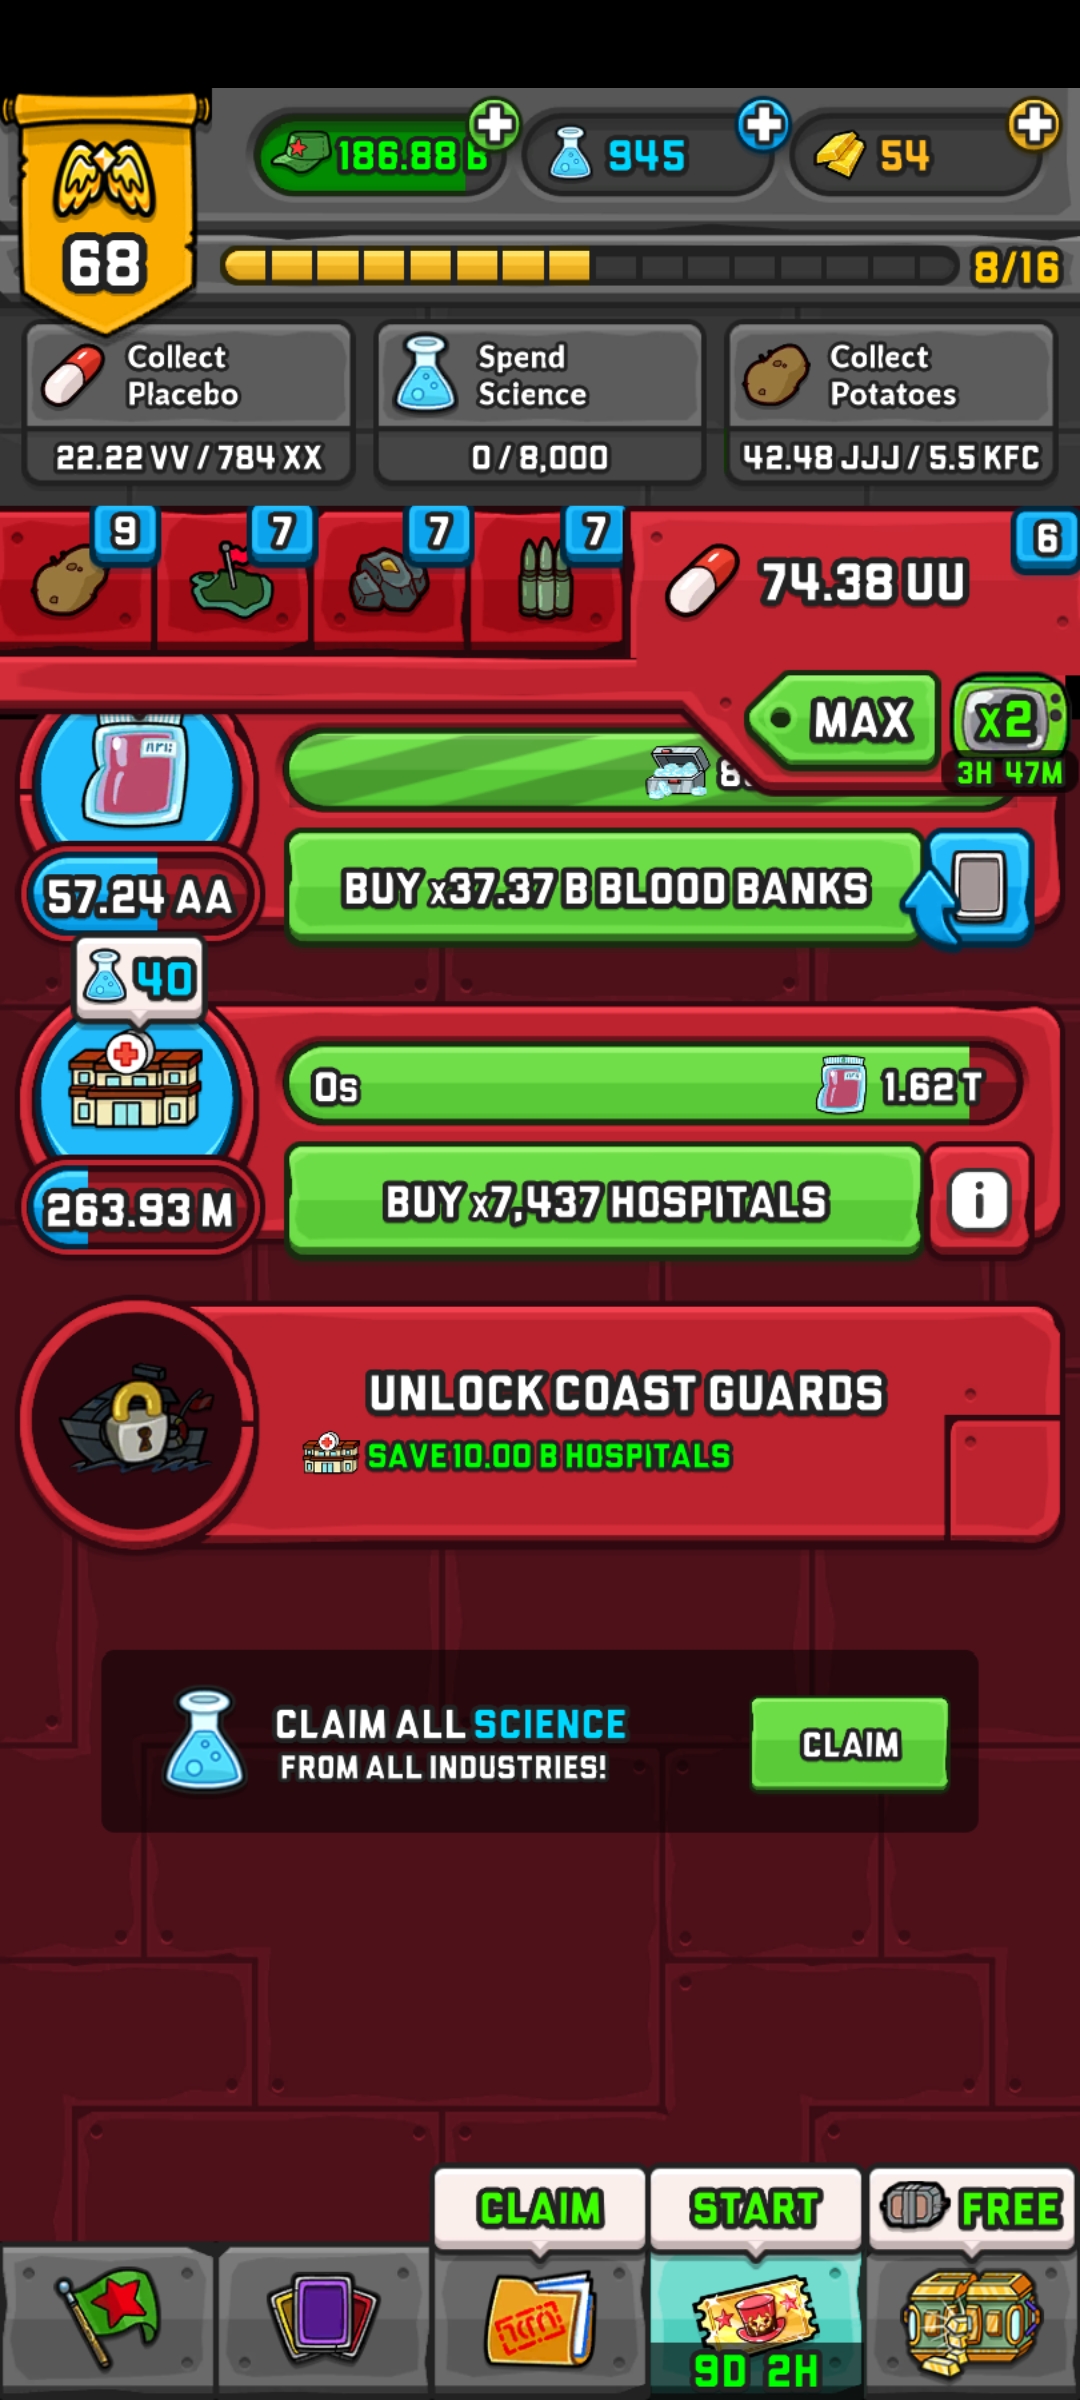 186.88 B
945
54
68
8/16
Collect
Placebo
22.22 VV / 784 XX
Spend
Science
0 / 8,000
Collect
Potatoes
42.48 JJJ / 5.5 KFC
9
7
7
7
6
74.38 UU
MAX
x2
3H 47M
57.24 AA
BUY x37.37 B BLOOD BANKS
40
0s
1.62 T
263.93 M
BUY x7,437 HOSPITALS
i
UNLOCK COAST GUARDS
SAVE 10.00 B HOSPITALS
CLAIM ALL SCIENCE
FROM ALL INDUSTRIES!
CLAIM
CLAIM
START
FREE
9D 2H